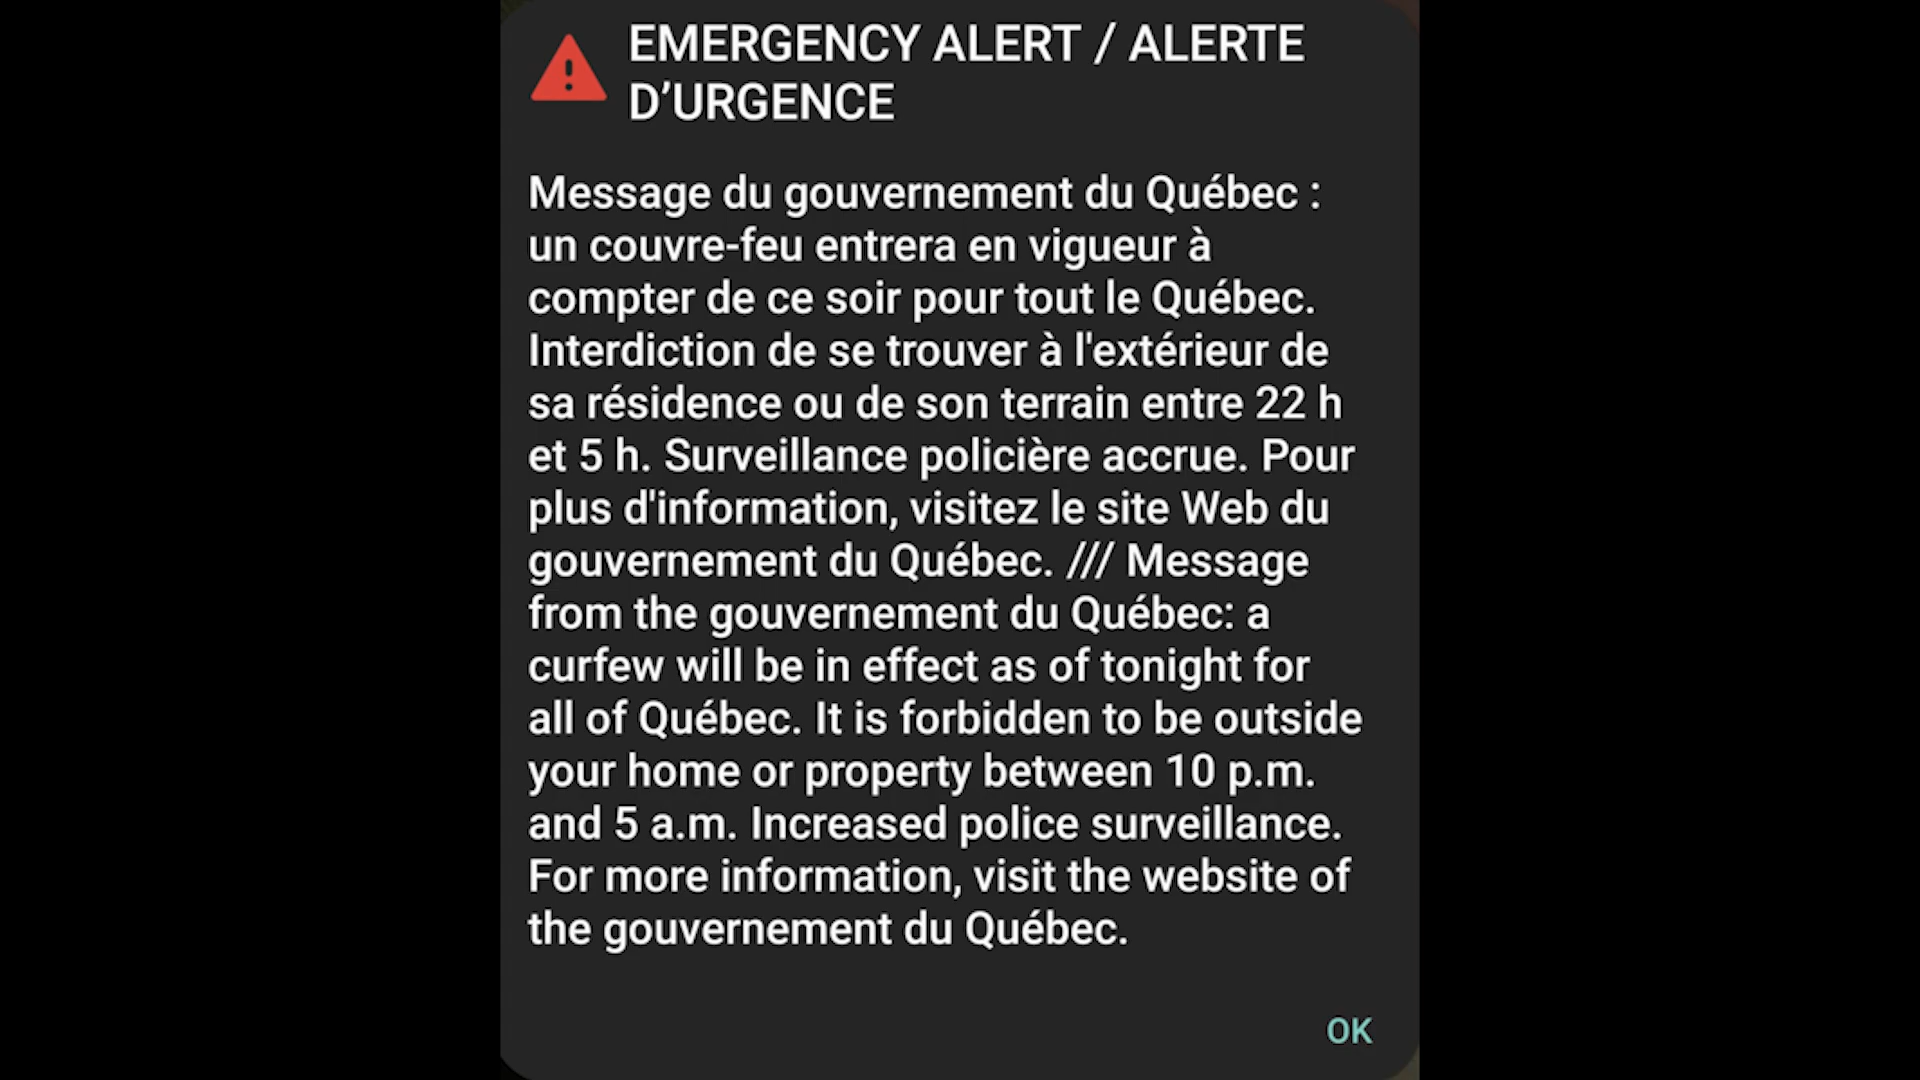 EMERGENCY ALERT / ALERTE
D’URGENCE
Message du gouvernement du Québec :
un couvre-feu entrera en vigueur à
compter de ce soir pour tout le Québec.
Interdiction de se trouver à l'extérieur de
sa résidence ou de son terrain entre 22 h
et 5 h. Surveillance policière accrue. Pour
plus d'information, visitez le site Web du
gouvernement du Québec. /// Message
from the gouvernement du Québec: a
curfew will be in effect as of tonight for
all of Québec. It is forbidden to be outside
your home or property between 10 p.m.
and 5 a.m. Increased police surveillance.
For more information, visit the website of
the gouvernement du Québec.
OK